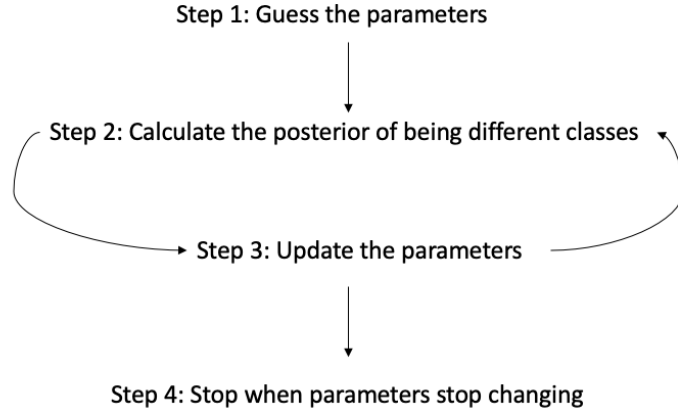 Step 1: Guess the parameters
Step 2: Calculate the posterior of being different classes
Step 3: Update the parameters
Step 4: Stop when parameters stop changing